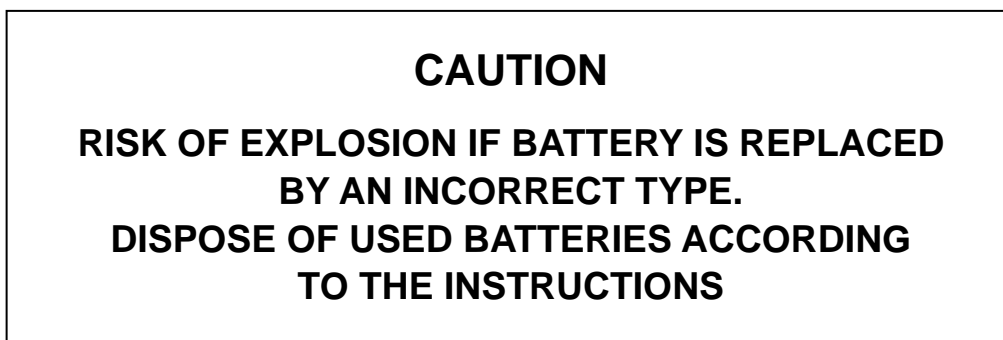 CAUTION
RISK OF EXPLOSION IF BATTERY IS REPLACED
BY AN INCORRECT TYPE.
DISPOSE OF USED BATTERIES ACCORDING
TO THE INSTRUCTIONS